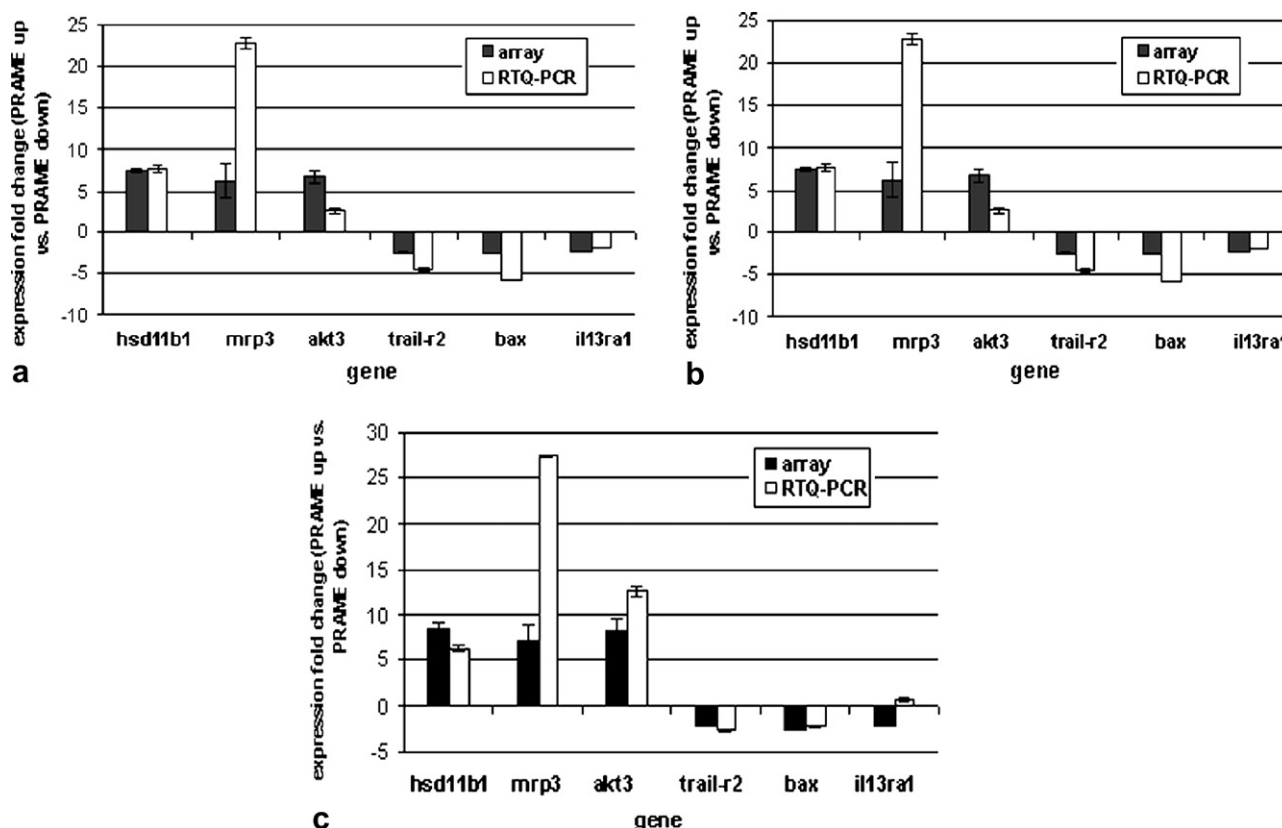 expression fold change (PRAME up
vs. PRAME down)
25
20
15
10
5
0
-5
-10
array
RTQ-PCR
hsd11b1 mrp3 akt3 trail-r2 bax il13ra1
gene
a
expression fold change (PRAME up
vs. PRAME down)
25
20
15
10
5
0
-5
-10
array
RTQ-PCR
hsd11b1 mrp3 akt3 trail-r2 bax il13ra1
gene
b
expression fold change (PRAME up vs.
PRAME down)
30
25
20
15
10
5
0
-5
array
RTQ-PCR
hsd11b1 mrp3 akt3 trail-r2 bax il13ra1
gene
c